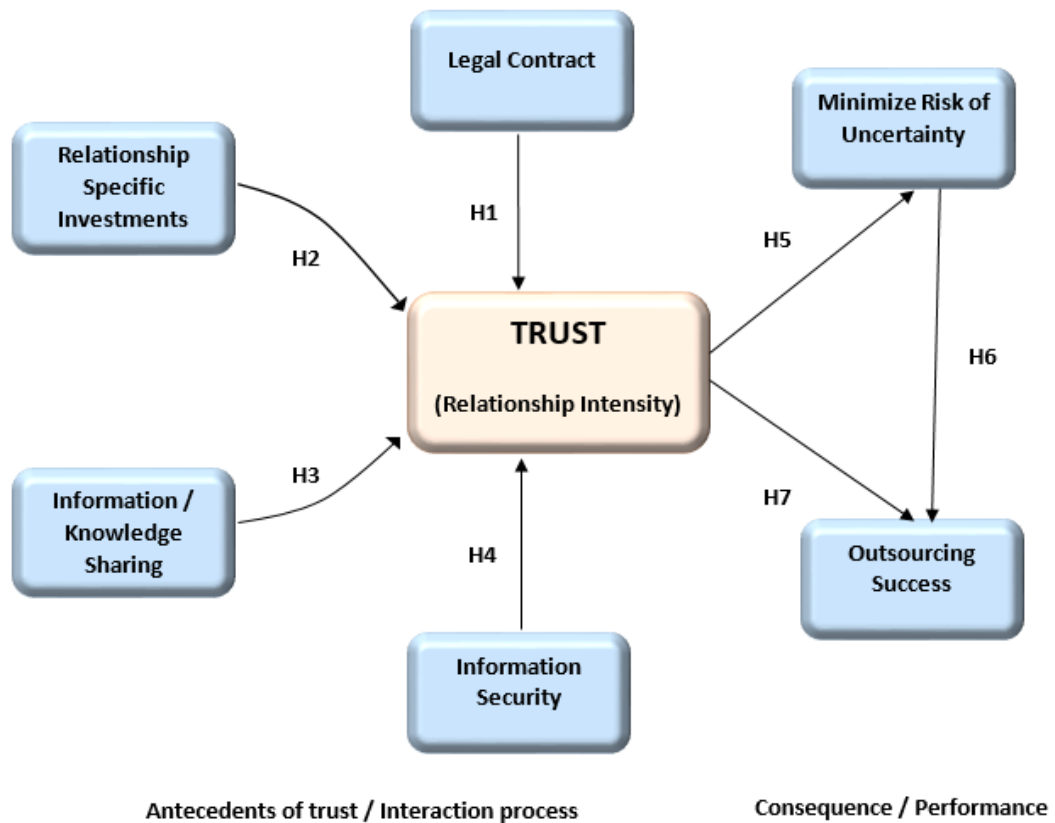 Legal Contract
Minimize Risk of
Uncertainty
Relationship
Specific
Investments
H1
H2
H5
TRUST
(Relationship Intensity)
H6
H3
Information /
Knowledge
Sharing
H7
H4
Outsourcing
Success
Information
Security
Antecedents of trust / Interaction process
Consequence / Performance